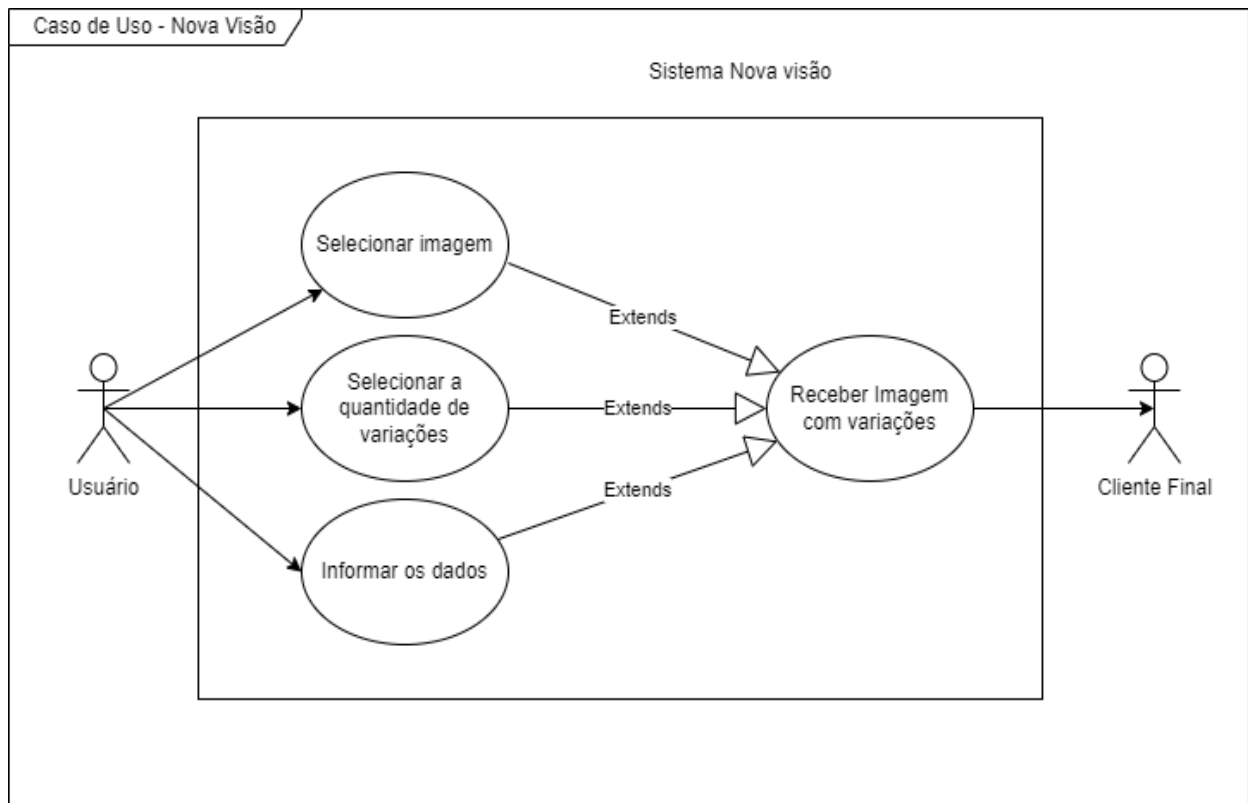 Caso de Uso - Nova Visão
Sistema Nova visão
Selecionar imagem
Extends
Selecionar a
quantidade de
variações
Extends
Receber Imagem
com variações
Usuário
Extends
Cliente Final
Informar os dados